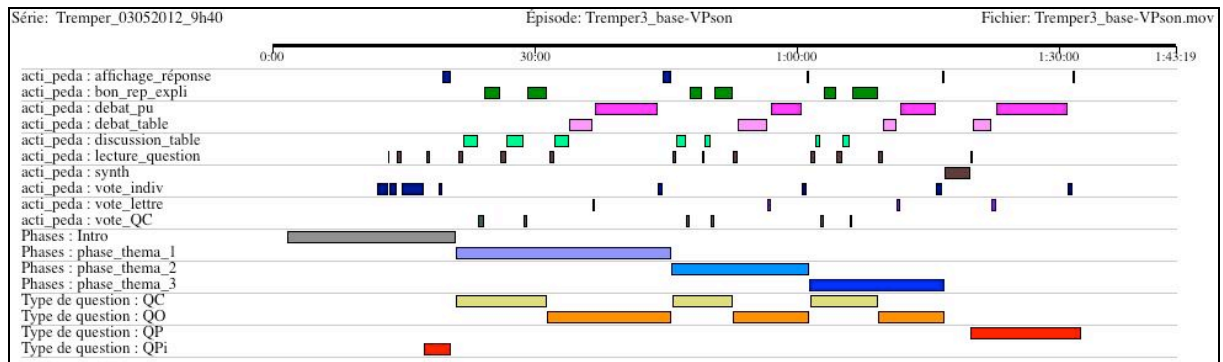 Série: Tremper_03052012_9h40 Épisode: Tremper3_base-VPson Fichier: Tremper3_base-VPson.mov
0:00 30:00 1:00:00 1:30:00 1:43:19
acti_peda : affichage_réponse
acti_peda : bon_rep_expli
acti_peda : debat_pu
acti_peda : debat_table
acti_peda : discussion_table
acti_peda : lecture_question
acti_peda : synth
acti_peda : vote_indiv
acti_peda : vote_lettre
acti_peda : vote_QC
Phases : Intro
Phases : phase_thema_1
Phases : phase_thema_2
Phases : phase_thema_3
Type de question : QC
Type de question : QO
Type de question : QP
Type de question : QPi